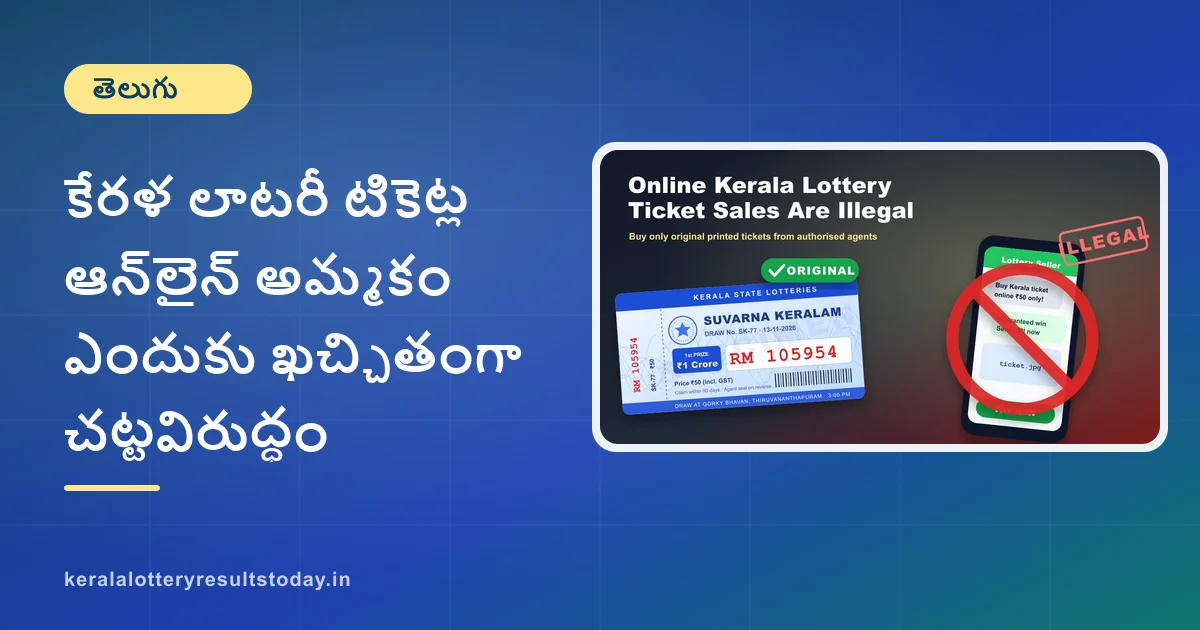 తెలుగు
కేరళ లాటరీ టికెట్ల
ఆన్‌లైన్ అమ్మకం
ఎందుకు ఖచ్చితంగా
చట్టవిరుద్ధం
keralalotteryresultstoday.in
Online Kerala Lottery
Ticket Sales Are Illegal
Buy only original printed tickets from authorised agents
ORIGINAL
KERALA STATE LOTTERIES
SUVARNA KERALAM
DRAW No. SK-77 · 13-11-2026
1st PRIZE
₹1 Crore
RM 105954
RM 105954
SK-77 · ₹50
Price ₹50 (incl. GST)
Claim within 90 days · Agent seal on reverse
DRAW AT GORKY BHAVAN, THIRUVANANTHAPURAM · 3:00 PM
ILLEGAL
Lottery Seller
Buy Kerala ticket
online ₹50 only!
win
now
ticket.jpg